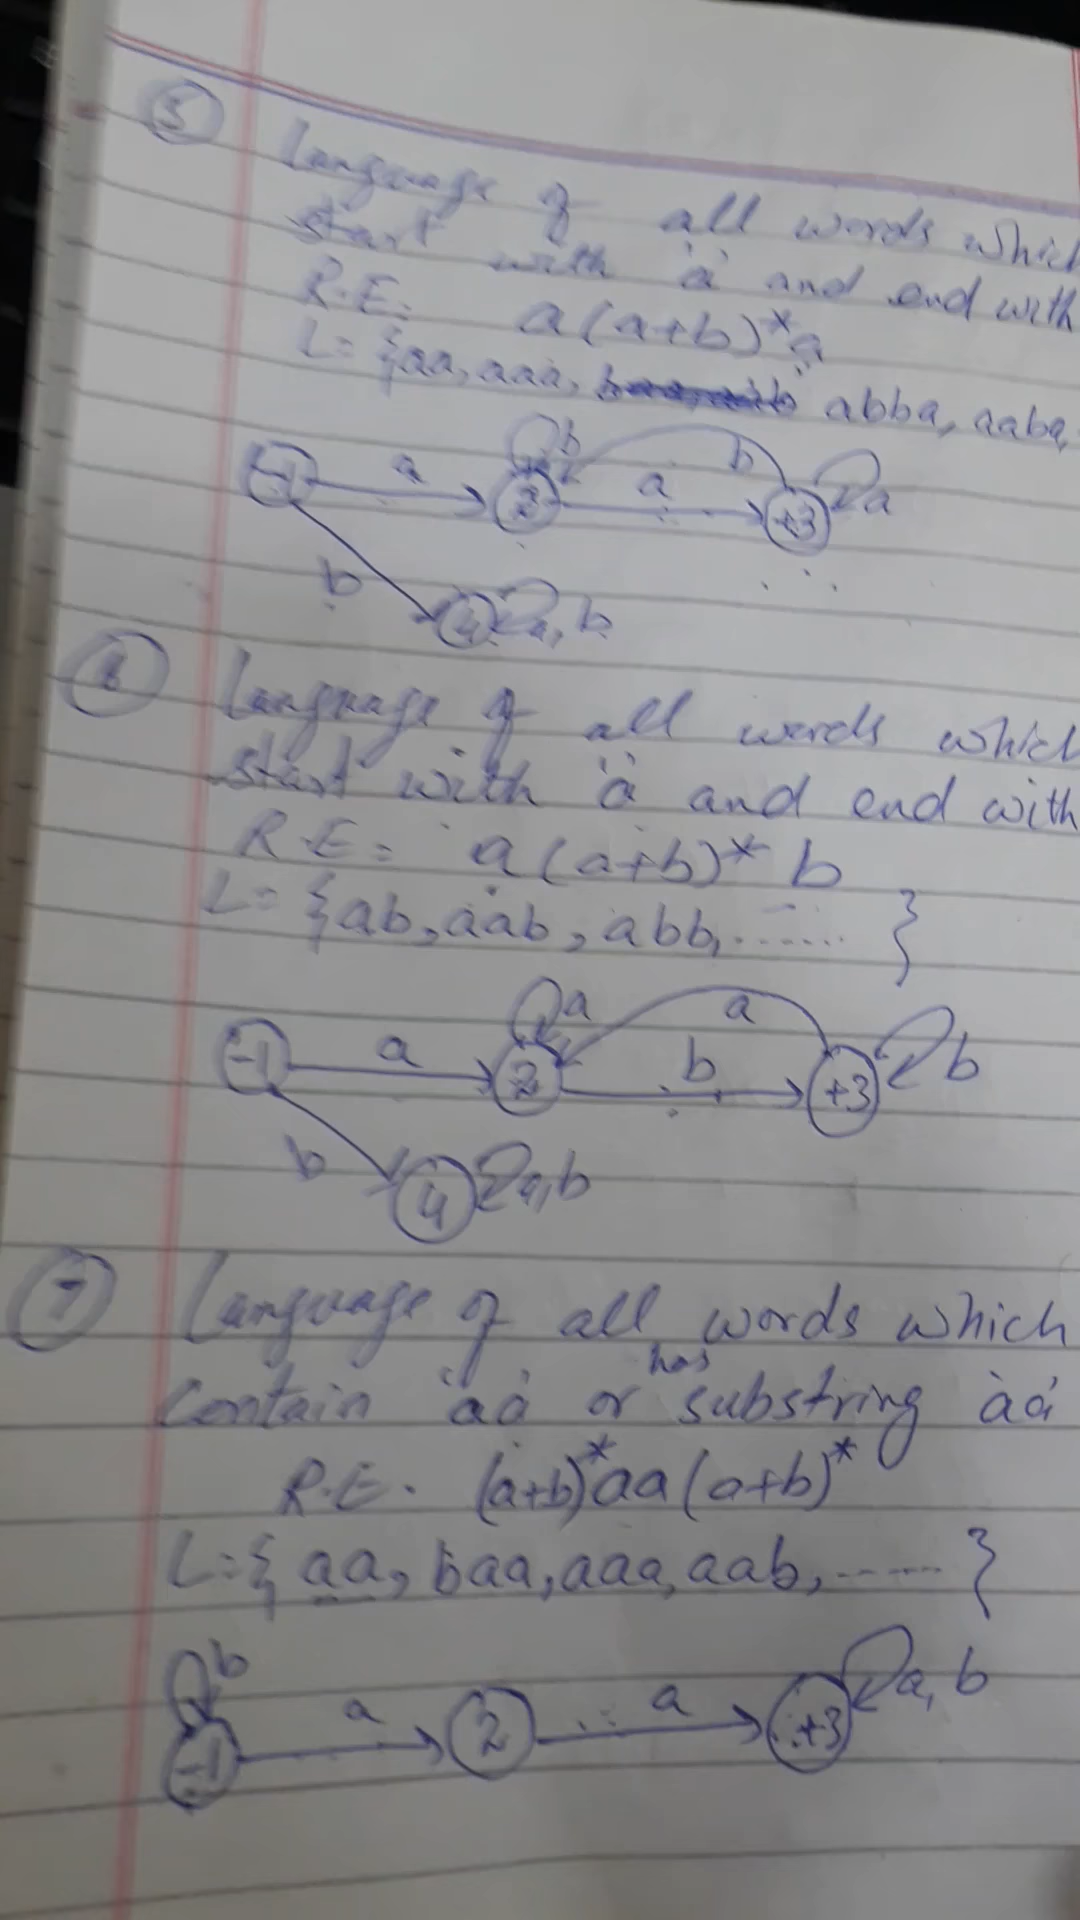 5
Language of all words which
start with 'a' and end with
R.E: a(a+b)*a
L={aa, aaa, abba, aaba,
-1 a 2 b a b +3 a
b 4 a, b
Language of all words which
start with 'a' and end with
R.E= a(a+b)* b
L={ab, aab, abb, ...... }
-1 a 2 a b a +3 b
b 4 a,b
7
Language of all words which
contain 'aa' or has substring 'aa'
R.E. (a+b)*aa(a+b)*
L={ aa, baa, aaa, aab, ...... }
-1 b a 2 a +3 a, b